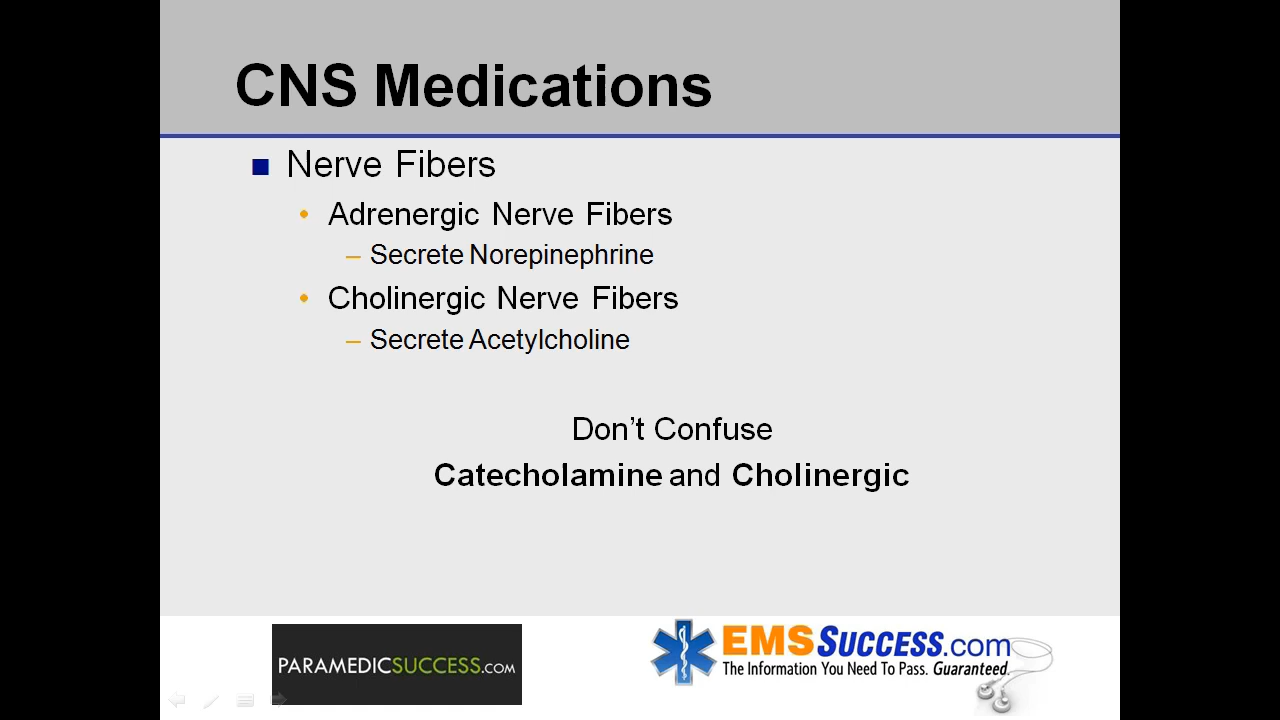 CNS Medications
Nerve Fibers
Adrenergic Nerve Fibers
– Secrete Norepinephrine
Cholinergic Nerve Fibers
– Secrete Acetylcholine
Don't Confuse
Catecholamine and Cholinergic
PARAMEDICSUCCESS.COM
EMSSUCCESS.com
The Information You Need To Pass. Guaranteed.